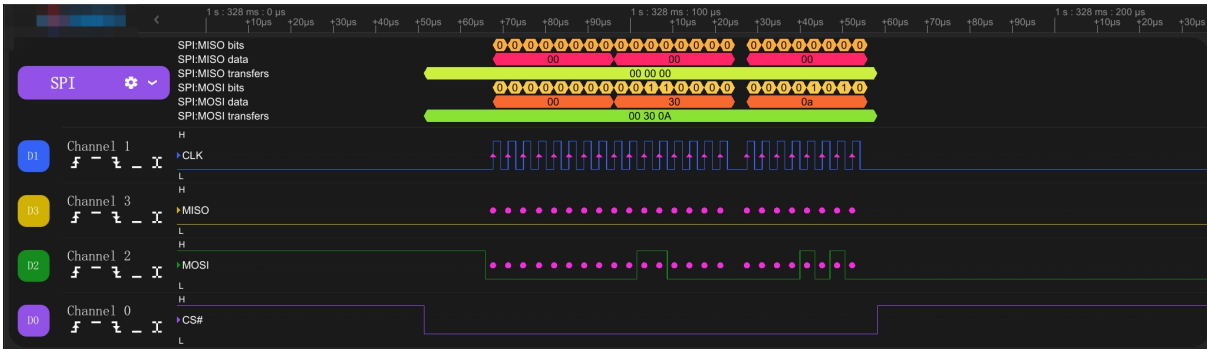 1 s : 328 ms : 0 µs 1 s : 328 ms : 100 µs 1 s : 328 ms : 200 µs
+10µs +20µs +30µs +40µs +50µs +60µs +70µs +80µs +90µs +10µs +20µs +30µs +40µs +50µs +60µs +70µs +80µs +90µs +10µs +20µs +30µs
SPI
SPI:MISO bits 0 0 0 0 0 0 0 0 0 0 0 0 0 0 0 0 0 0 0 0 0 0 0 0
SPI:MISO data 00 00 00
SPI:MISO transfers 00 00 00
SPI:MOSI bits 0 0 0 0 0 0 0 0 0 0 1 1 0 0 0 0 0 0 0 0 1 0 1 0
SPI:MOSI data 00 30 0a
SPI:MOSI transfers 00 30 0A
D1 Channel 1
H
CLK
L
D3 Channel 3
H
MISO
L
D2 Channel 2
H
MOSI
L
D0 Channel 0
H
CS#
L